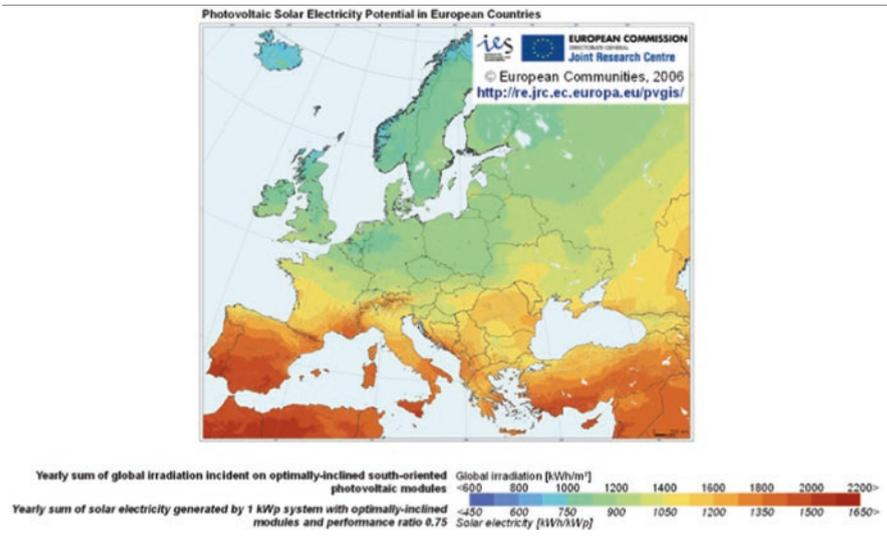 Photovoltaic Solar Electricity Potential in European Countries
ies
EUROPEAN COMMISSION
DIRECTORATE-GENERAL
Joint Research Centre
© European Communities, 2006
http://re.jrc.ec.europa.eu/pvgis/
Yearly sum of global irradiation incident on optimally-inclined south-oriented
photovoltaic modules
Global irradiation [kWh/m²]
<600 800 1000 1200 1400 1600 1800 2000 2200>
Yearly sum of solar electricity generated by 1 kWp system with optimally-inclined
modules and performance ratio 0.75
<450 600 750 900 1050 1200 1350 1500 1650>
Solar electricity [kWh/kWp]